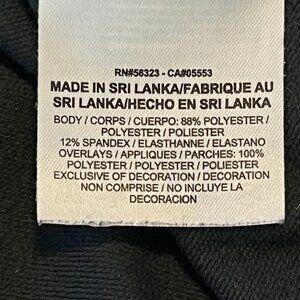 RN#56323 - CA#05553
MADE IN SRI LANKA/FABRIQUE AU
SRI LANKA/HECHO EN SRI LANKA
BODY / CORPS / CUERPO: 88% POLYESTER /
POLYESTER / POLIESTER
12% SPANDEX / ELASTHANNE / ELASTANO
OVERLAYS / APPLIQUES / PARCHES: 100%
POLYESTER / POLYESTER / POLIESTER
EXCLUSIVE OF DECORATION / DECORATION
NON COMPRISE / NO INCLUYE LA
DECORACION